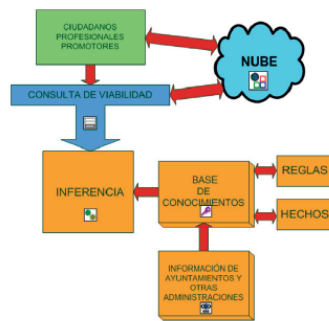 CIUDADANOS
PROFESIONALES
PROMOTORES
NUBE
CONSULTA DE VIABILIDAD
INFERENCIA
BASE
DE
CONOCIMIENTOS
REGLAS
HECHOS
INFORMACIÓN DE
AYUNTAMIENTOS Y
OTRAS
ADMINISTRACIONES